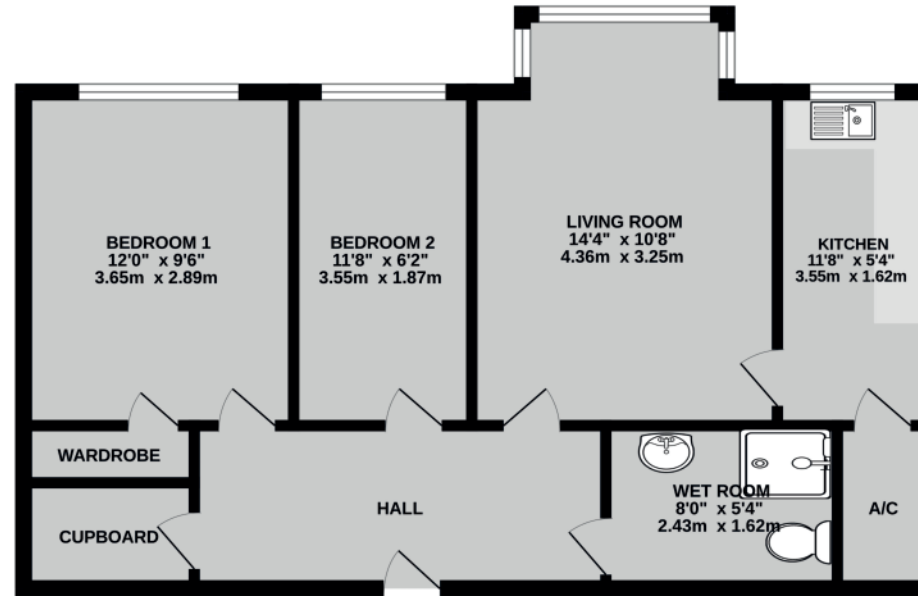 BEDROOM 1
12'0" x 9'6"
3.65m x 2.89m
BEDROOM 2
11'8" x 6'2"
3.55m x 1.87m
LIVING ROOM
14'4" x 10'8"
4.36m x 3.25m
KITCHEN
11'8" x 5'4"
3.55m x 1.62m
WARDROBE
CUPBOARD
HALL
WET ROOM
8'0" x 5'4"
2.43m x 1.62m
A/C